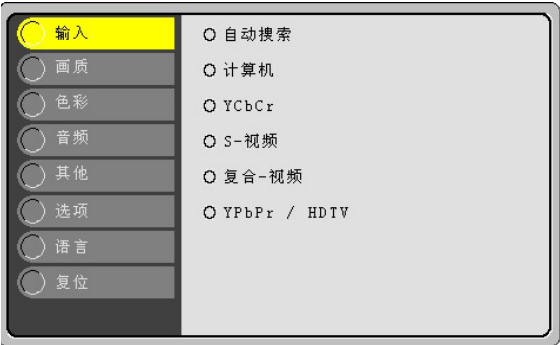 输入
画质
色彩
音频
其他
选项
语言
复位
自动搜索
计算机
YCbCr
S-视频
复合-视频
YPbPr / HDTV